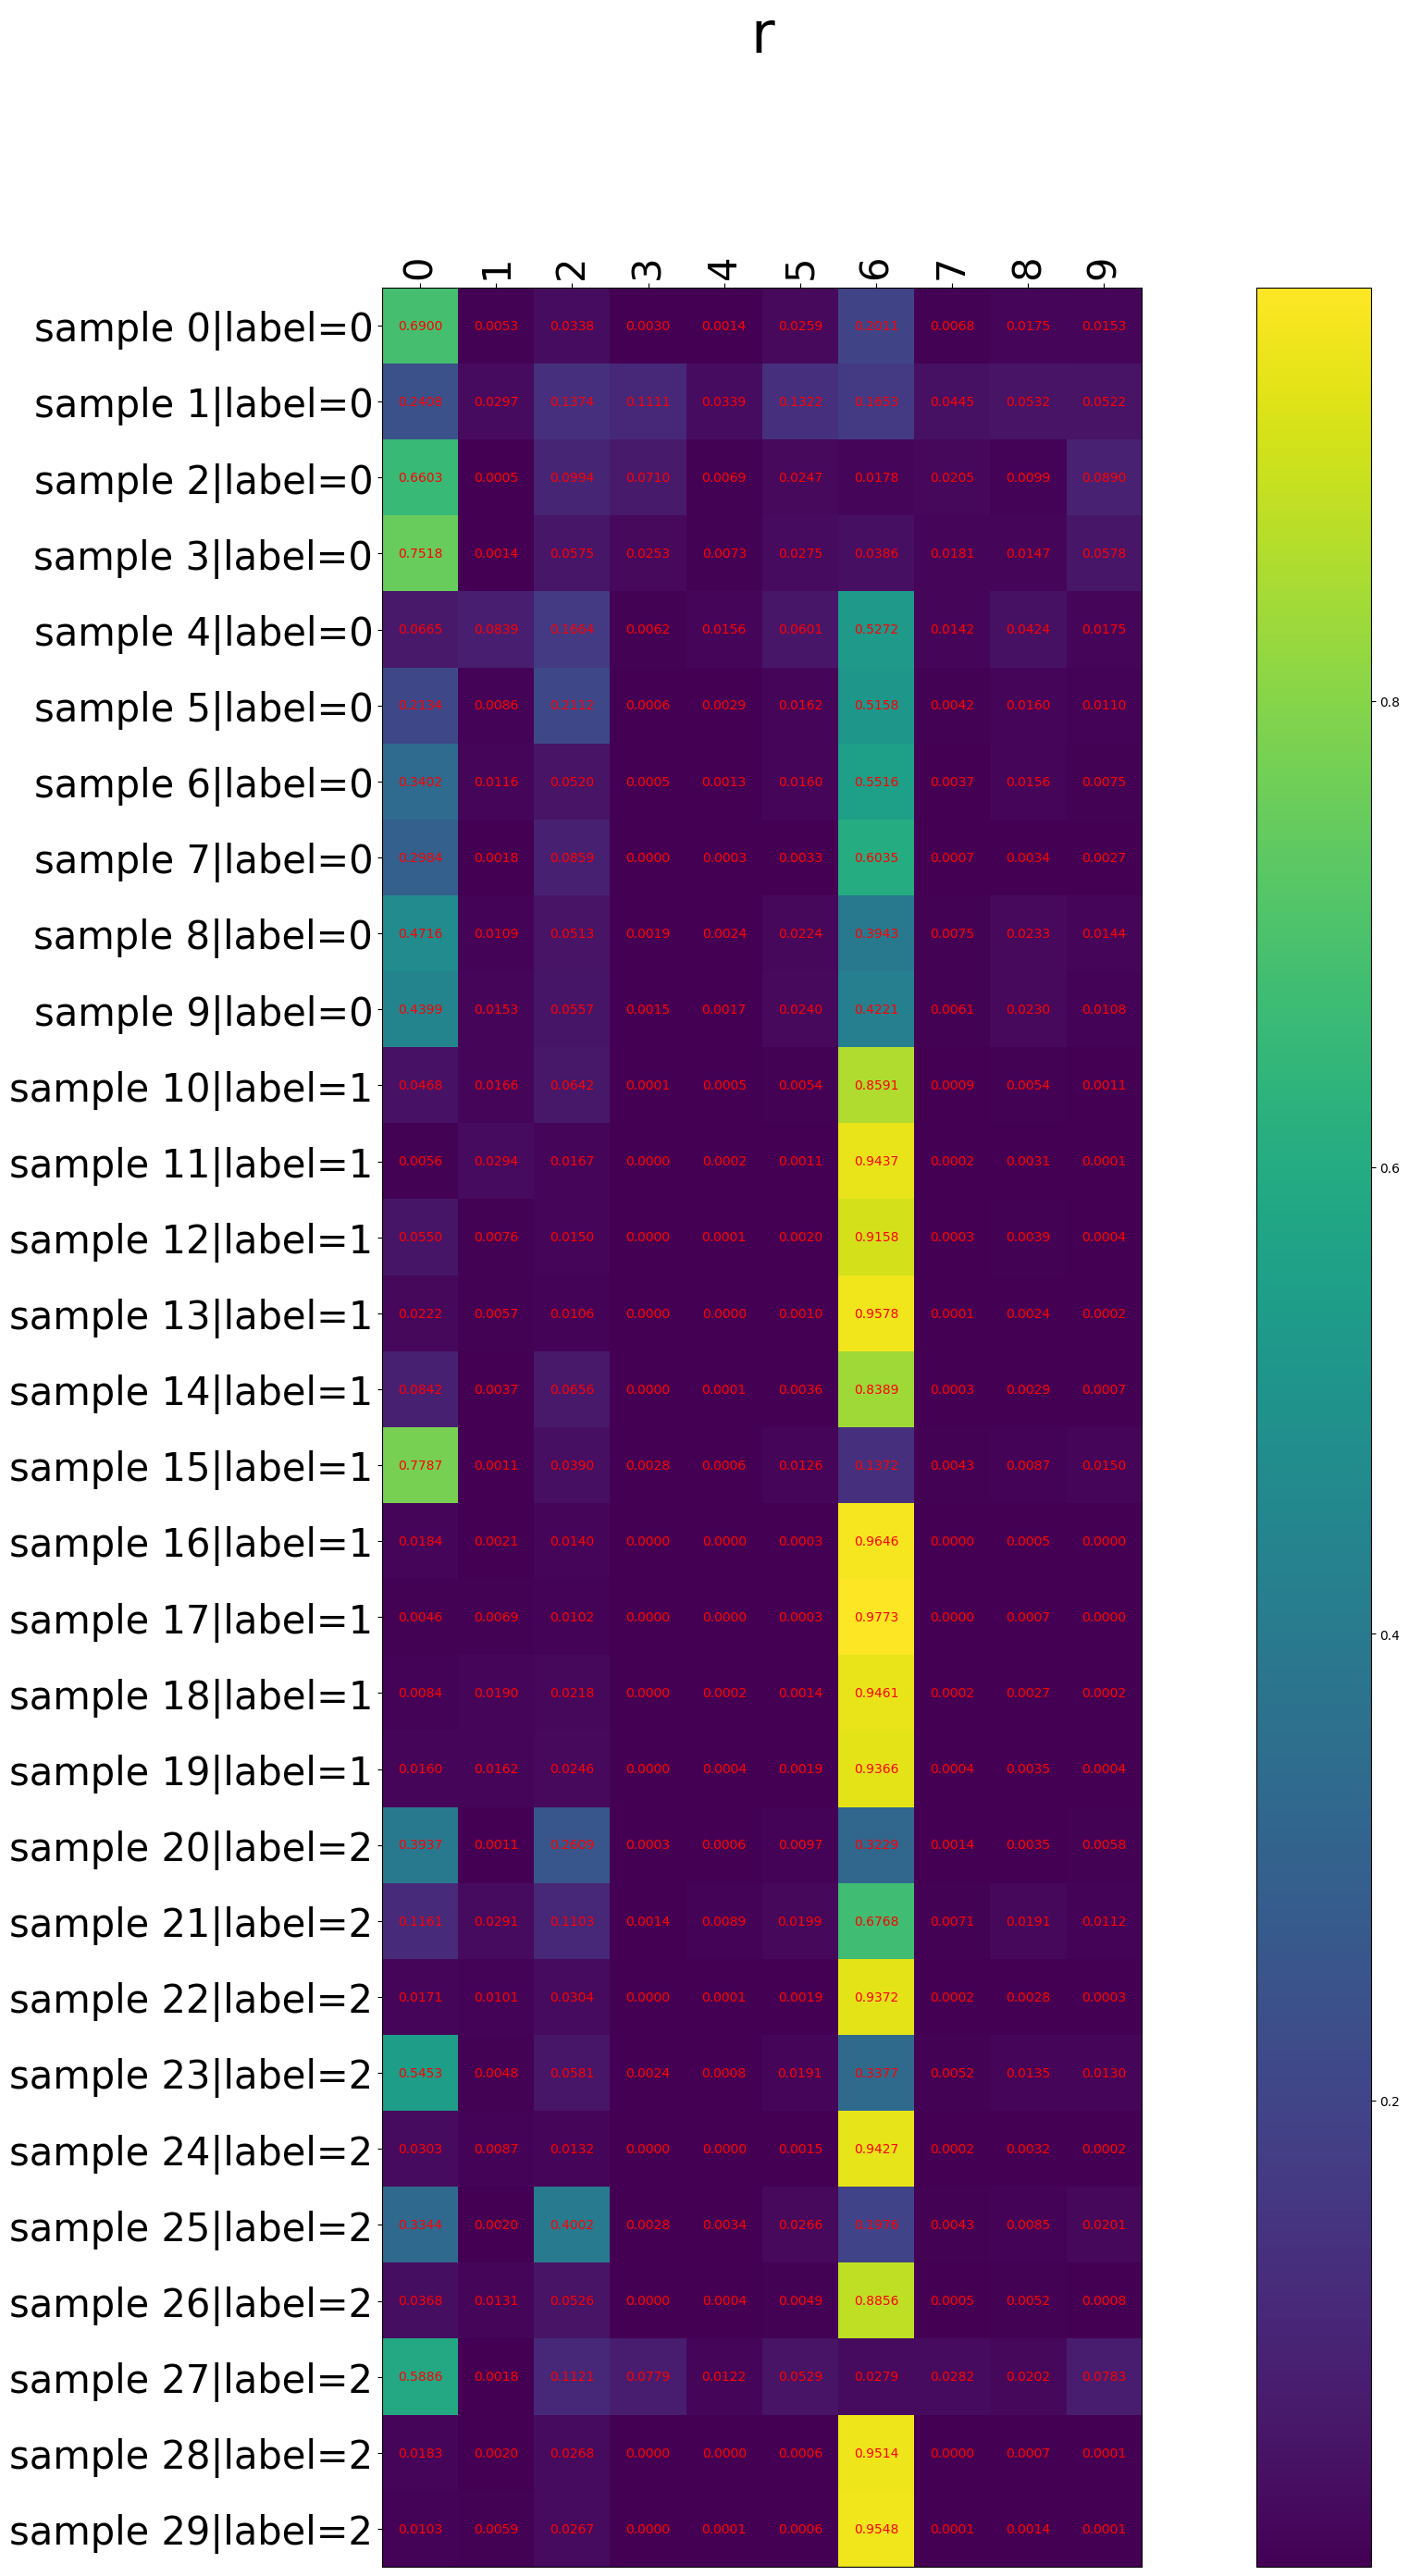 r
0 1 2 3 4 5 6 7 8 9
sample 0|label=0 0.6900 0.0053 0.0338 0.0030 0.0014 0.0259 0.0068 0.0175 0.0153
sample 1|label=0 0.0297 0.1374 0.1111 0.0339 0.1322 0.1653 0.0445 0.0532 0.0522
sample 2|label=0 0.6603 0.0005 0.0994 0.0710 0.0069 0.0247 0.0178 0.0205 0.0099 0.0890
sample 3|label=0 0.7518 0.0014 0.0575 0.0253 0.0073 0.0275 0.0386 0.0181 0.0147 0.0578
sample 4|label=0 0.0665 0.0839 0.1664 0.0062 0.0156 0.0601 0.5272 0.0142 0.0424 0.0175
sample 5|label=0 0.2134 0.0086 0.2112 0.0006 0.0029 0.0162 0.5158 0.0042 0.0160 0.0110
0.8
sample 6|label=0 0.3402 0.0116 0.0520 0.0005 0.0013 0.0160 0.5516 0.0037 0.0156 0.0075
sample 7|label=0 0.2984 0.0018 0.0859 0.0000 0.0003 0.0033 0.6035 0.0007 0.0034 0.0027
sample 8|label=0 0.4716 0.0109 0.0513 0.0019 0.0024 0.0224 0.3943 0.0075 0.0233 0.0144
sample 9|label=0 0.4399 0.0153 0.0557 0.0015 0.0017 0.0240 0.4221 0.0061 0.0230 0.0108
sample 10|label=1 0.0468 0.0166 0.0642 0.0001 0.0005 0.0054 0.8591 0.0009 0.0054 0.0011
sample 11|label=1 0.0056 0.0294 0.0167 0.0000 0.0002 0.0011 0.9437 0.0002 0.0031 0.0001
0.6
sample 12|label=1 0.0550 0.0076 0.0150 0.0000 0.0001 0.0020 0.9158 0.0003 0.0039 0.0004
sample 13|label=1 0.0222 0.0057 0.0106 0.0000 0.0000 0.0010 0.9578 0.0001 0.0024 0.0002
sample 14|label=1 0.0842 0.0037 0.0656 0.0000 0.0001 0.0036 0.8389 0.0003 0.0029 0.0007
sample 15|label=1 0.7787 0.0011 0.0390 0.0028 0.0006 0.0126 0.1372 0.0043 0.0087 0.0150
sample 16|label=1 0.0184 0.0021 0.0140 0.0000 0.0000 0.0003 0.9646 0.0000 0.0005 0.0000
sample 17|label=1 0.0046 0.0069 0.0102 0.0000 0.0000 0.0003 0.9773 0.0000 0.0007 0.0000
0.4
sample 18|label=1 0.0084 0.0190 0.0218 0.0000 0.0002 0.0014 0.9461 0.0002 0.0027 0.0002
sample 19|label=1 0.0160 0.0162 0.0246 0.0000 0.0004 0.0019 0.9366 0.0004 0.0035 0.0004
sample 20|label=2 0.3937 0.0011 0.2609 0.0003 0.0006 0.0097 0.3229 0.0014 0.0035 0.0058
sample 21|label=2 0.1161 0.0291 0.1103 0.0014 0.0089 0.0199 0.6768 0.0071 0.0191 0.0112
sample 22|label=2 0.0171 0.0101 0.0304 0.0000 0.0001 0.0019 0.9372 0.0002 0.0028 0.0003
sample 23|label=2 0.5453 0.0048 0.0581 0.0024 0.0008 0.0191 0.3377 0.0052 0.0135 0.0130
0.2
sample 24|label=2 0.0303 0.0087 0.0132 0.0000 0.0000 0.0015 0.9427 0.0002 0.0032 0.0002
sample 25|label=2 0.3344 0.0020 0.4002 0.0028 0.0034 0.0266 0.1976 0.0043 0.0085 0.0201
sample 26|label=2 0.0368 0.0131 0.0526 0.0000 0.0004 0.0049 0.8856 0.0005 0.0052 0.0008
sample 27|label=2 0.5886 0.0018 0.1121 0.0779 0.0122 0.0529 0.0279 0.0282 0.0202 0.0783
sample 28|label=2 0.0183 0.0020 0.0268 0.0000 0.0000 0.0006 0.9514 0.0000 0.0007 0.0001
sample 29|label=2 0.0103 0.0059 0.0267 0.0000 0.0001 0.0006 0.9548 0.0001 0.0014 0.0001